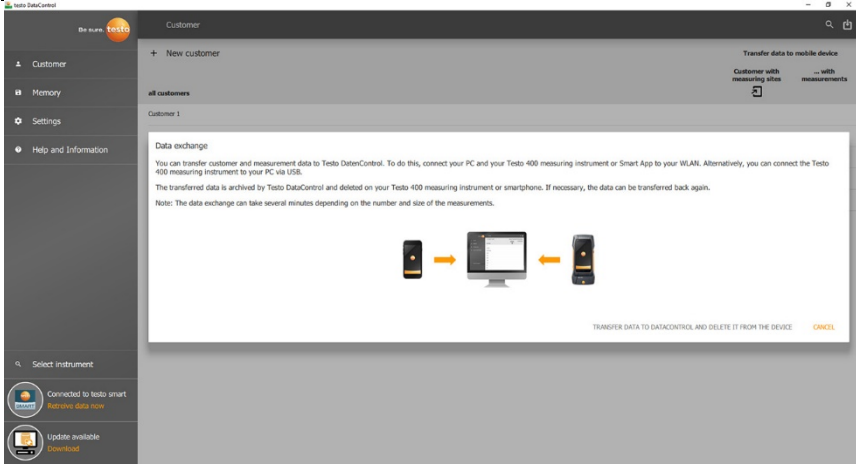 testo DataControl
Be sure. testo
Customer
Customer
Memory
Settings
Help and Information
Select instrument
SMART
Connected to testo smart
Retreive data now
Update available
Download
+ New customer
Transfer data to mobile device
Customer with
measuring sites
... with
measurements
all customers
Customer 1
Data exchange
You can transfer customer and measurement data to Testo DatenControl. To do this, connect your PC and your Testo 400 measuring instrument or Smart App to your WLAN. Alternatively, you can connect the Testo
400 measuring instrument to your PC via USB.
The transferred data is archived by Testo DataControl and deleted on your Testo 400 measuring instrument or smartphone. If necessary, the data can be transferred back again.
Note: The data exchange can take several minutes depending on the number and size of the measurements.
TRANSFER DATA TO DATACONTROL AND DELETE IT FROM THE DEVICE
CANCEL